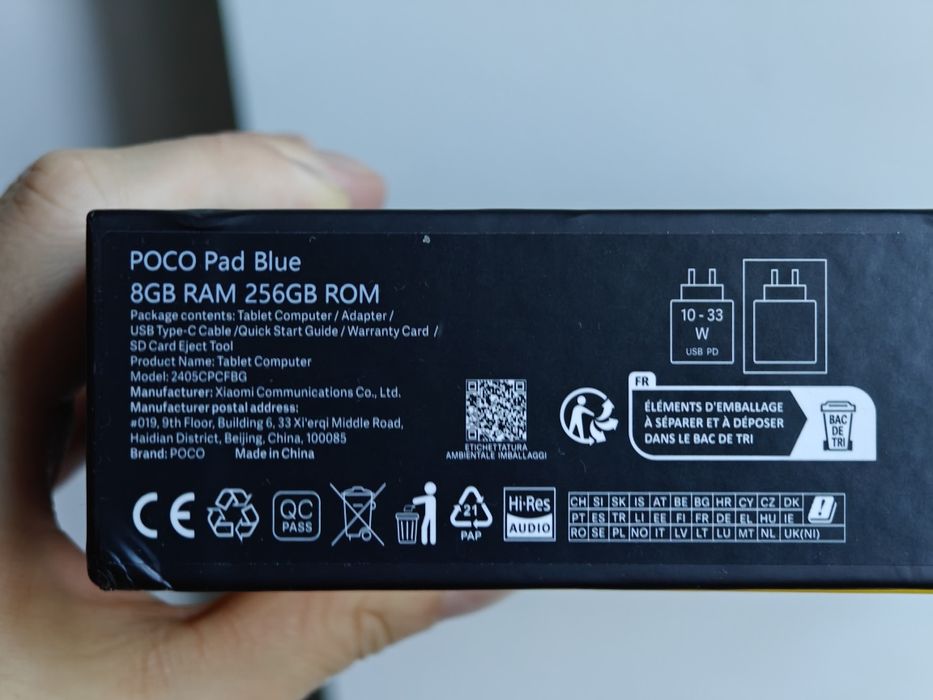 POCO Pad Blue
8GB RAM 256GB ROM
Package contents: Tablet Computer / Adapter /
USB Type-C Cable /Quick Start Guide / Warranty Card /
SD Card Eject Tool
Product Name: Tablet Computer
Model: 2405CPCFBG
Manufacturer: Xiaomi Communications Co., Ltd.
Manufacturer postal address:
#019, 9th Floor, Building 6, 33 Xi'erqi Middle Road,
Haidian District, Beijing, China, 100085
Brand: POCO Made in China
ETICHETTATURA
AMBIENTALE IMBALLAGGI
10 - 33
W
USB PD
FR
ÉLÉMENTS D'EMBALLAGE
À SÉPARER ET À DÉPOSER
DANS LE BAC DE TRI
BAC
DE
TRI
CE
QC
PASS
21
PAP
Hi-Res
AUDIO
CH SI SK IS AT BE BG HR CY CZ DK
PT ES TR LI EE FI FR DE EL HU IE
RO SE PL NO IT LV LT LU MT NL UK(NI)